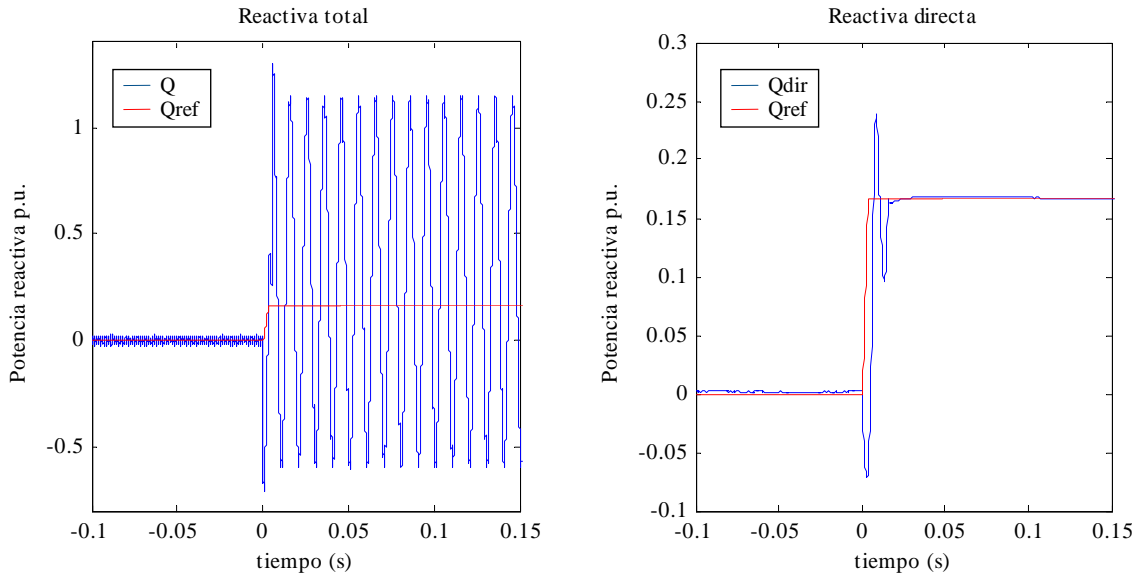 Reactiva total
Q
Qref
1
0.5
0
-0.5
Potencia reactiva p.u.
-0.1
-0.05
0
0.05
0.1
0.15
tiempo (s)
Reactiva directa
Qdir
Qref
0.3
0.25
0.2
0.15
0.1
0.05
0
-0.05
-0.1
Potencia reactiva p.u.
-0.1
-0.05
0
0.05
0.1
0.15
tiempo (s)